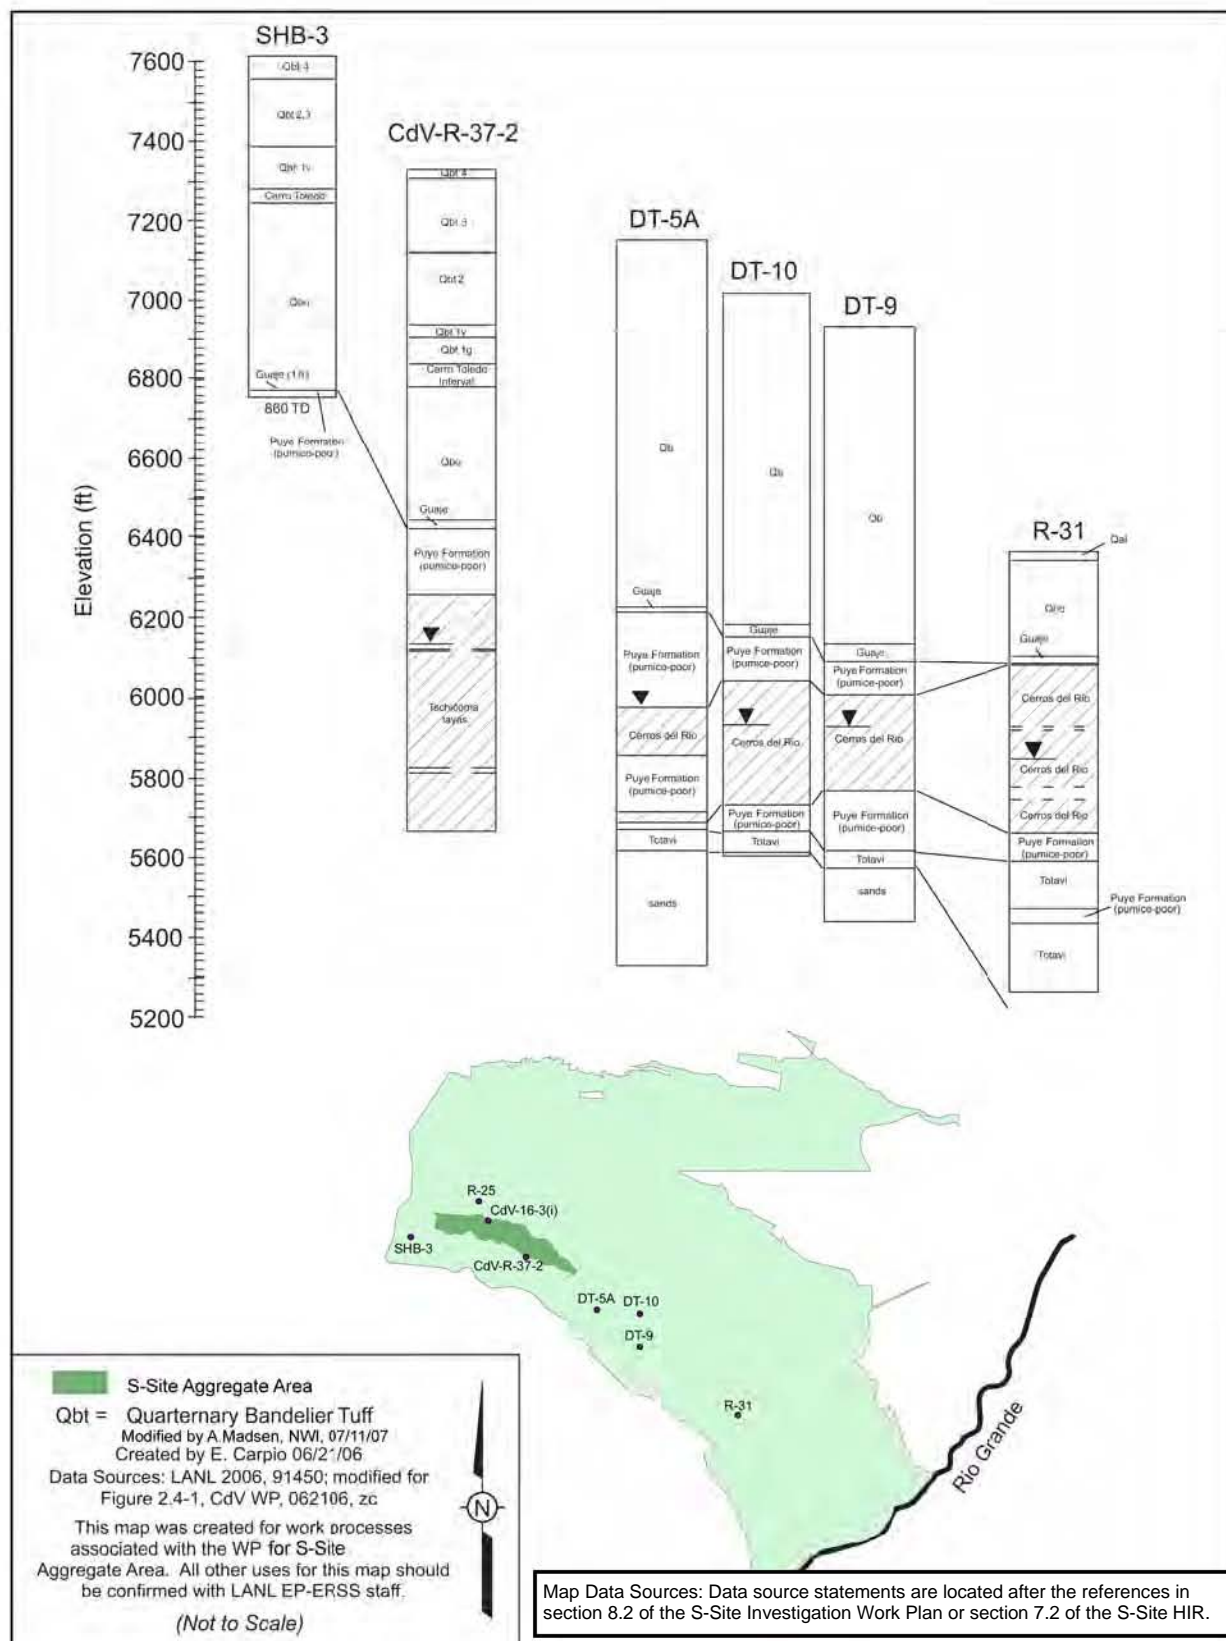 SHB-3
7600
Qbt 4
Qbt 2,3
7400
CdV-R-37-2
Qbt 1v
Qbt 4
Cerro Toledo
7200
Qbt 3
DT-5A
DT-10
7000
Qbt 2
DT-9
Qbt 1v
Qbt 1g
Guaje (1 ft)
Cerro Toledo
Interval
6800
860 TD
Puye Formation
(pumice-poor)
6600
Qbo
Qb
Qb
Elevation (ft)
Guaje
Qb
R-31
6400
Qal
Puye Formation
(pumice-poor)
6200
Guaje
Guaje
Guaje
Guaje
Puye Formation
(pumice-poor)
Puye Formation
(pumice-poor)
Puye Formation
(pumice-poor)
6000
Cerros del Rio
Tschicoma
Cerros del Rio
Cerros del Rio
Cerros del Rio
Cerros del Rio
5800
Puye Formation
(pumice-poor)
Cerros del Rio
Puye Formation
(pumice-poor)
Puye Formation
(pumice-poor)
Puye Formation
(pumice-poor)
5600
Totavi
Totavi
Totavi
Totavi
sands
sands
Puye Formation
(pumice-poor)
5400
Totavi
5200
R-25
CdV-16-3(i)
SHB-3
CdV-R-37-2
DT-5A
DT-10
DT-9
R-31
Rio Grande
S-Site Aggregate Area
Qbt = Quarternary Bandelier Tuff
Modified by A.Madsen, NWI, 07/11/07
Created by E. Carpio 06/21/06
Data Sources: LANL 2006, 91450; modified for
Figure 2.4-1, CdV WP, 062106, zc
N
This map was created for work processes
associated with the WP for S-Site
Aggregate Area. All other uses for this map should
be confirmed with LANL EP-ERSS staff.
(Not to Scale)
Map Data Sources: Data source statements are located after the references in
section 8.2 of the S-Site Investigation Work Plan or section 7.2 of the S-Site HIR.